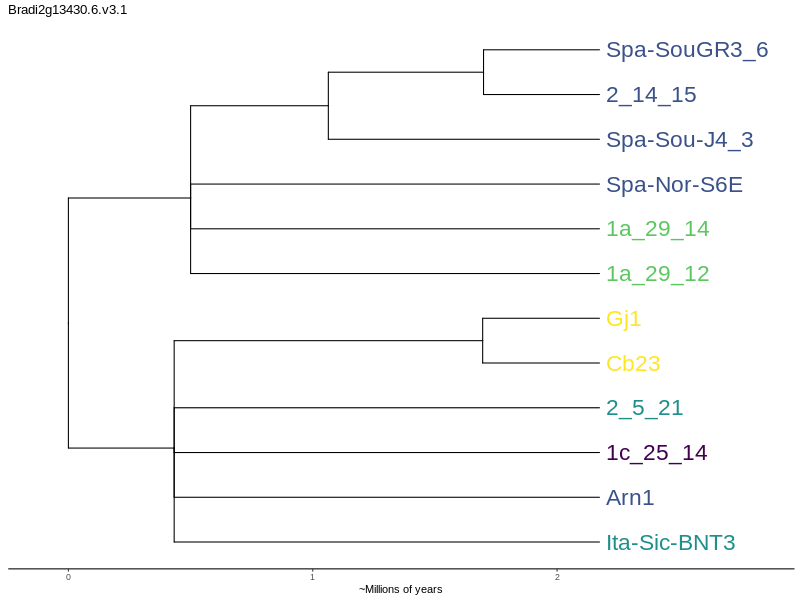 Bradi2g13430.6.v3.1
Spa-SouGR3_6
2_14_15
Spa-Sou-J4_3
Spa-Nor-S6E
1a_29_14
1a_29_12
Gj1
Cb23
2_5_21
1c_25_14
Arn1
Ita-Sic-BNT3
0 1 2
~Millions of years